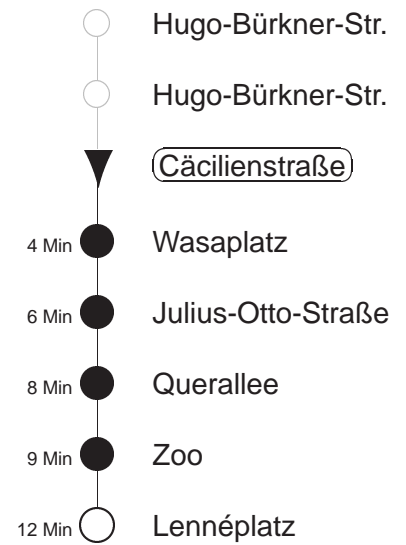 Hugo-Bürkner-Str.
Hugo-Bürkner-Str.
Cäcilienstraße
4 Min Wasaplatz
6 Min Julius-Otto-Straße
8 Min Querallee
9 Min Zoo
12 Min Lennéplatz